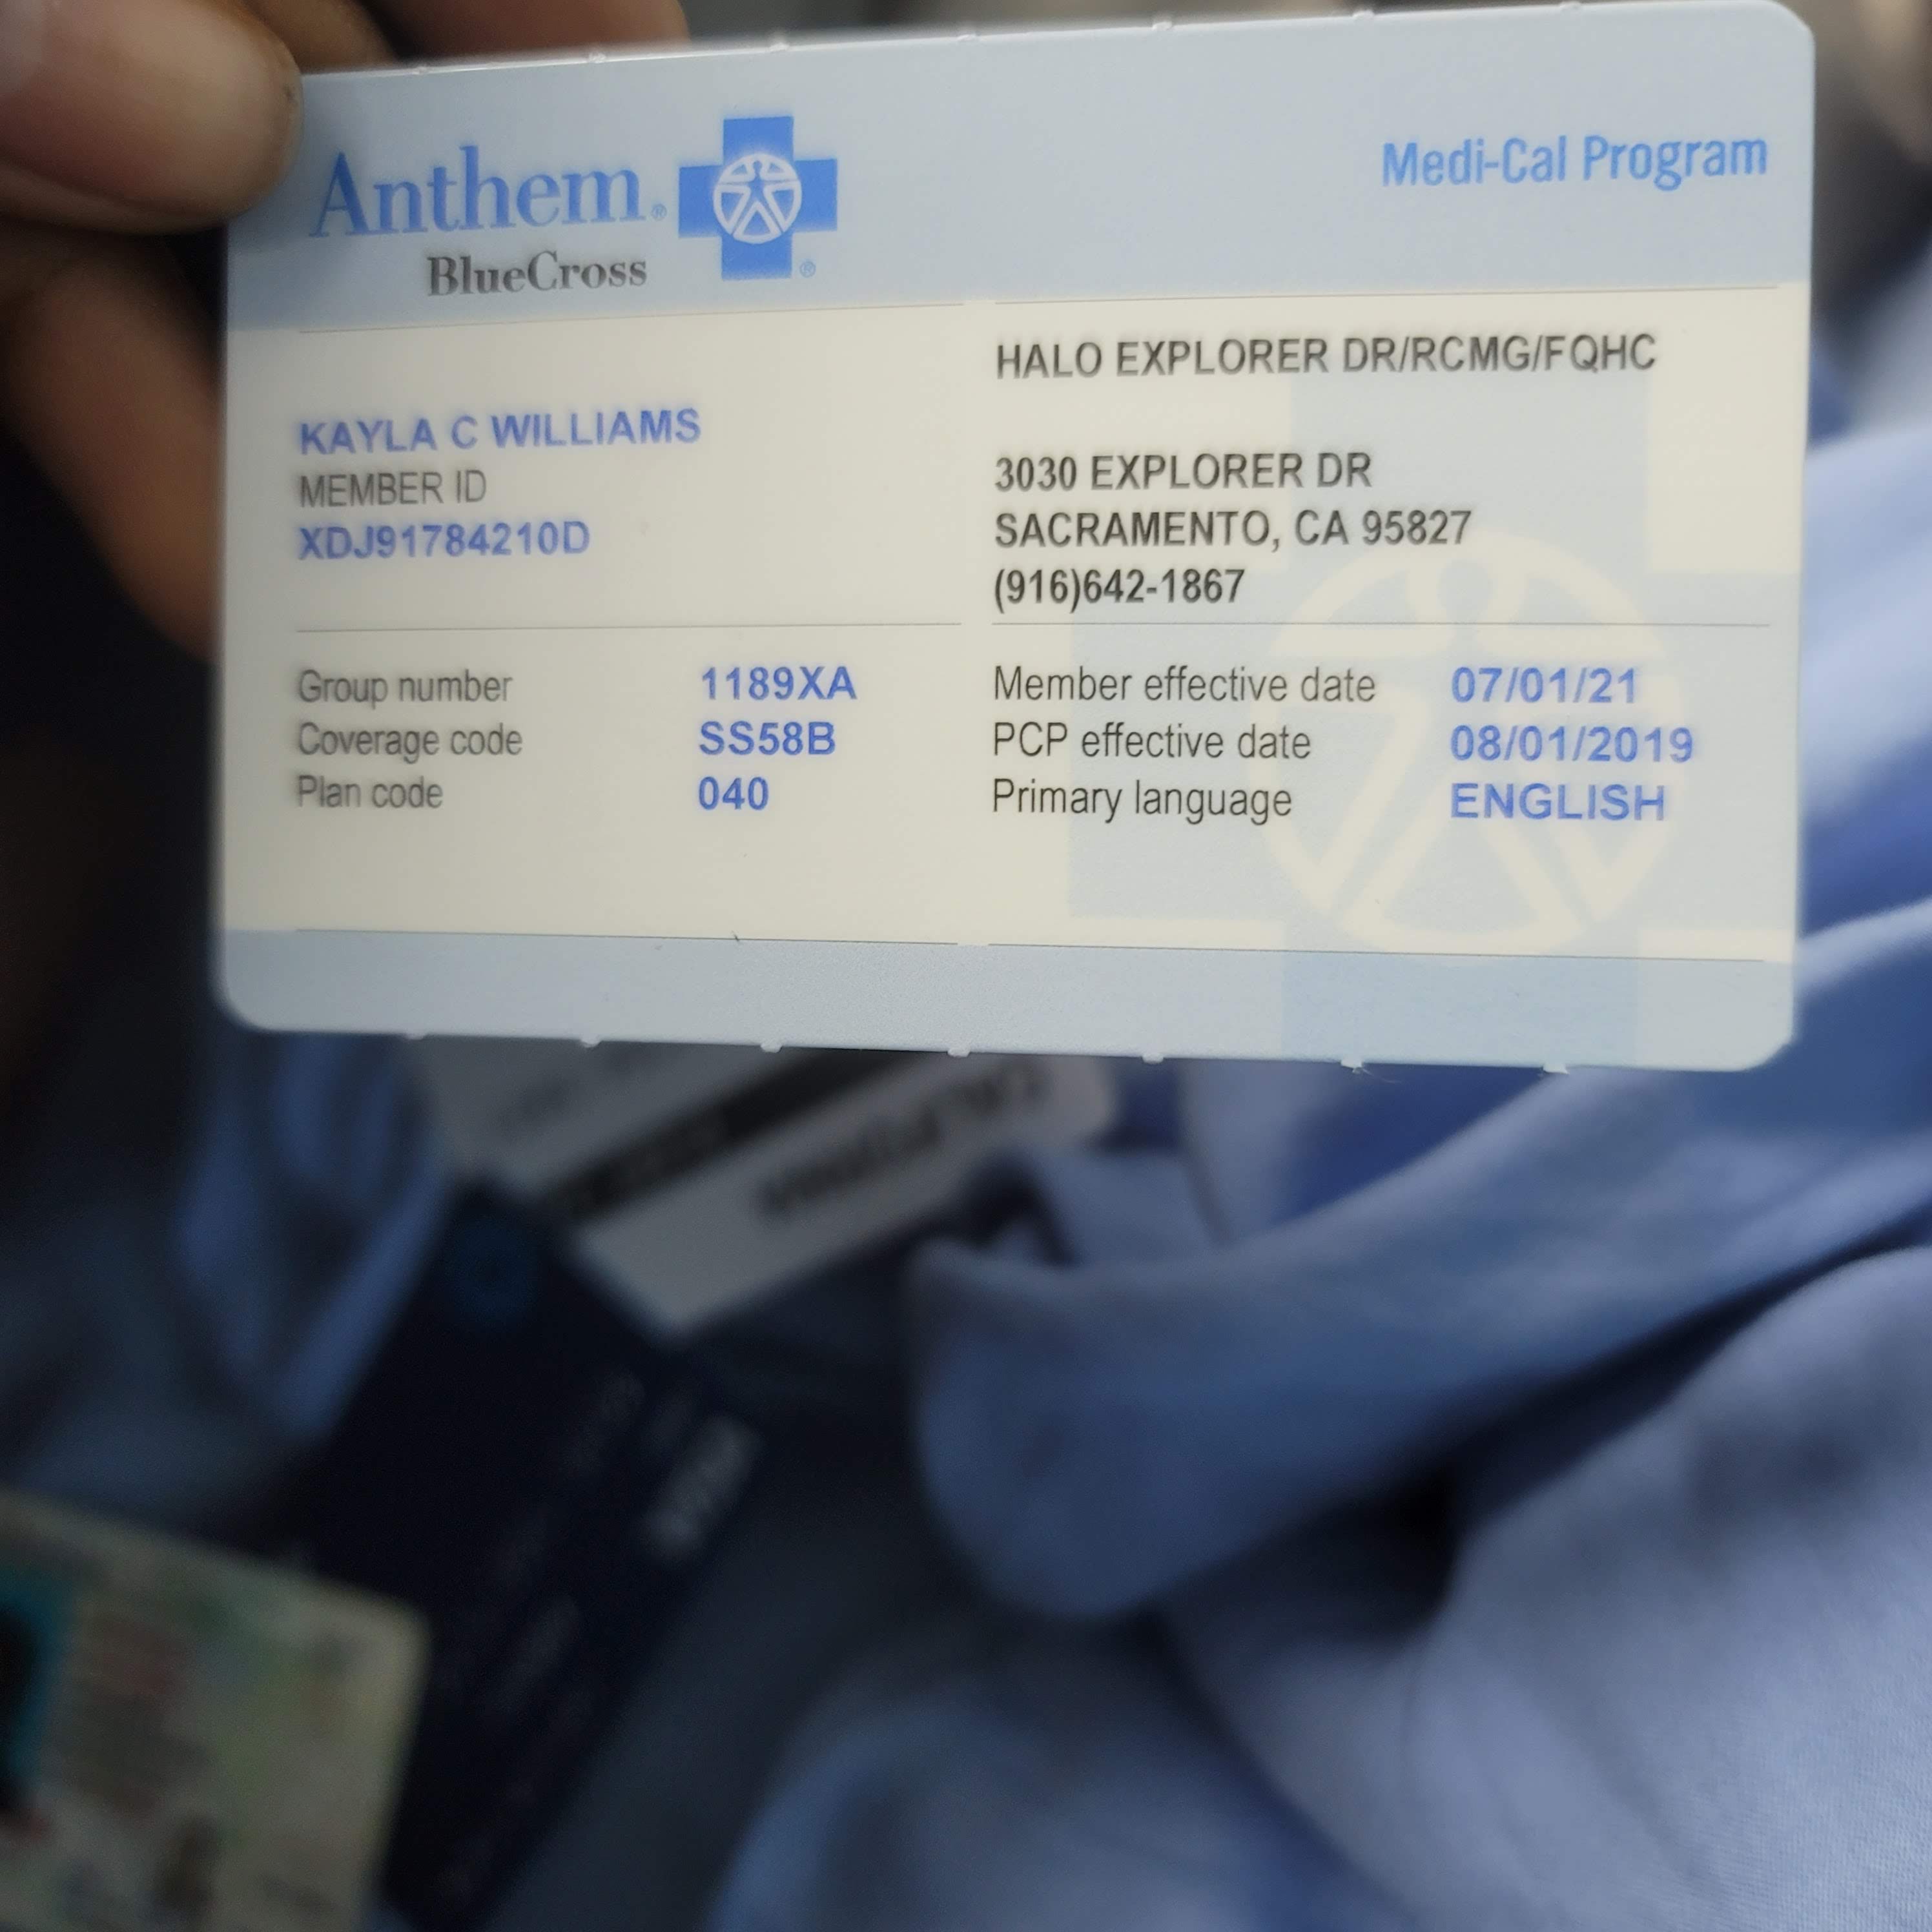 Anthem®
BlueCross
®
Medi-Cal Program
KAYLA C WILLIAMS
MEMBER ID
XDJ91784210D
HALO EXPLORER DR/RCMG/FQHC
3030 EXPLORER DR
SACRAMENTO, CA 95827
(916)642-1867
Group number 1189XA
Coverage code SS58B
Plan code 040
Member effective date 07/01/21
PCP effective date 08/01/2019
Primary language ENGLISH